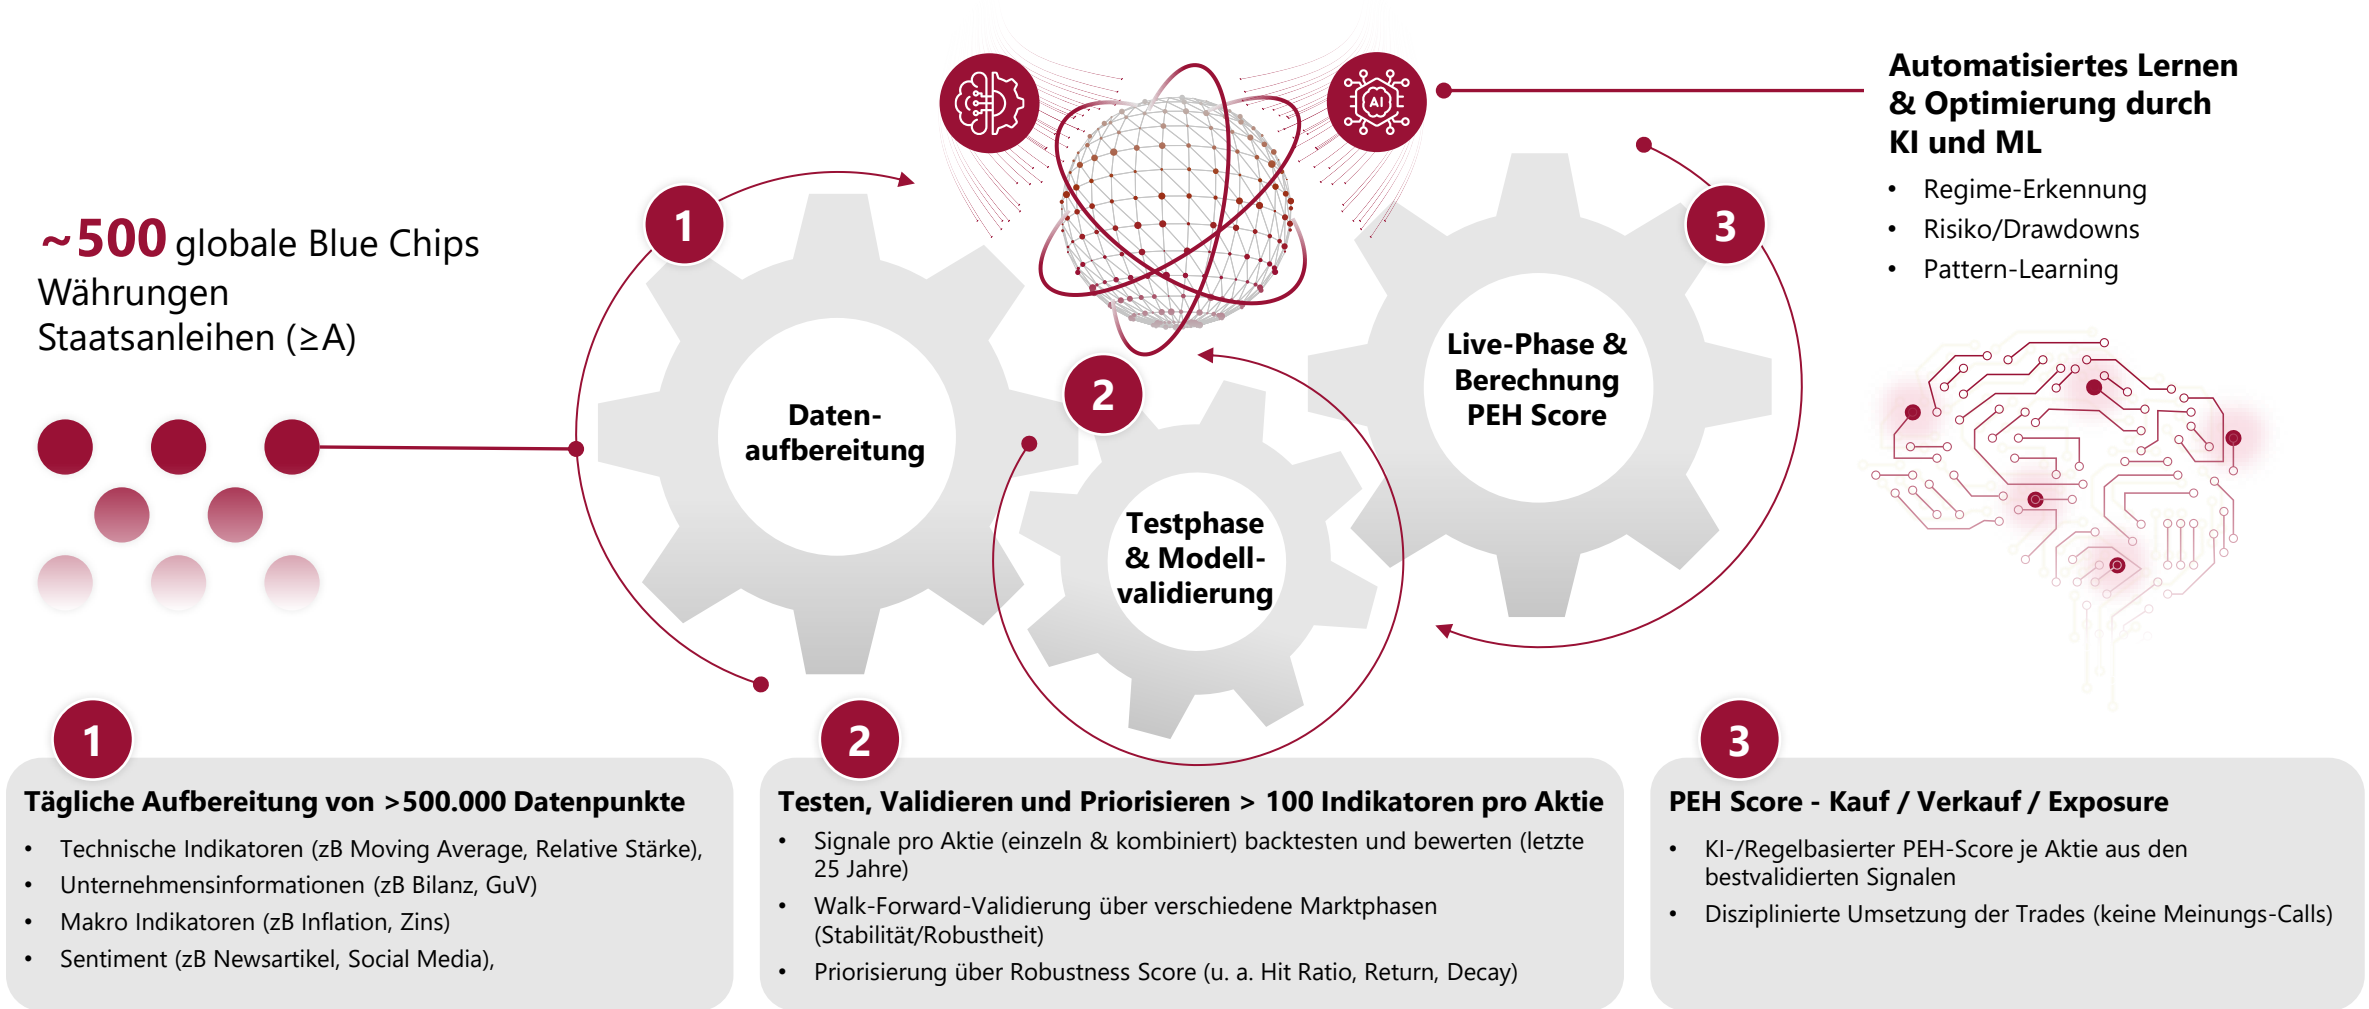 ~500 globale Blue Chips
Währungen
Staatsanleihen (≥A)
1
Daten-
aufbereitung
2
Testphase
& Modell-
validierung
AI
3
Live-Phase &
Berechnung
PEH Score
Automatisiertes Lernen
& Optimierung durch
KI und ML
• Regime-Erkennung
• Risiko/Drawdowns
• Pattern-Learning
1
Tägliche Aufbereitung von >500.000 Datenpunkte
• Technische Indikatoren (zB Moving Average, Relative Stärke),
• Unternehmensinformationen (zB Bilanz, GuV)
• Makro Indikatoren (zB Inflation, Zins)
• Sentiment (zB Newsartikel, Social Media),
2
Testen, Validieren und Priorisieren > 100 Indikatoren pro Aktie
• Signale pro Aktie (einzeln & kombiniert) backtesten und bewerten (letzte
25 Jahre)
• Walk-Forward-Validierung über verschiedene Marktphasen
(Stabilität/Robustheit)
• Priorisierung über Robustness Score (u. a. Hit Ratio, Return, Decay)
3
PEH Score - Kauf / Verkauf / Exposure
• KI-/Regelbasierter PEH-Score je Aktie aus den
bestvalidierten Signalen
• Disziplinierte Umsetzung der Trades (keine Meinungs-Calls)